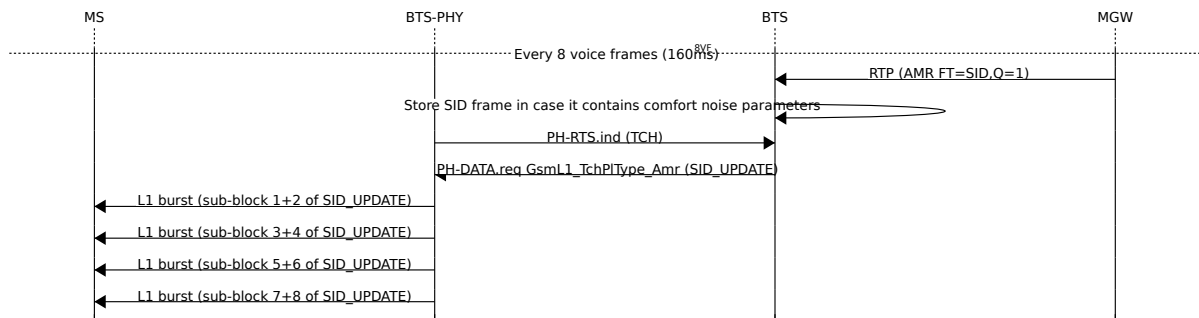 MS BTS-PHY BTS MGW
Every 8 voice frames (160ms) 8VF
RTP (AMR FT=SID,Q=1)
Store SID frame in case it contains comfort noise parameters
PH-RTS.ind (TCH)
PH-DATA.req GsmL1_TchPlType_Amr (SID_UPDATE)
L1 burst (sub-block 1+2 of SID_UPDATE)
L1 burst (sub-block 3+4 of SID_UPDATE)
L1 burst (sub-block 5+6 of SID_UPDATE)
L1 burst (sub-block 7+8 of SID_UPDATE)